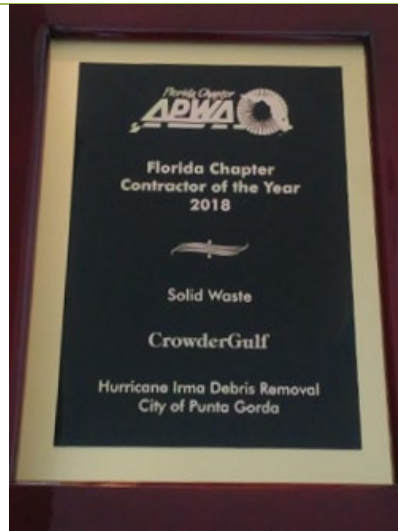 Florida Chapter
APWA
Florida Chapter
Contractor of the Year
2018
Solid Waste
CrowderGulf
Hurricane Irma Debris Removal
City of Punta Gorda